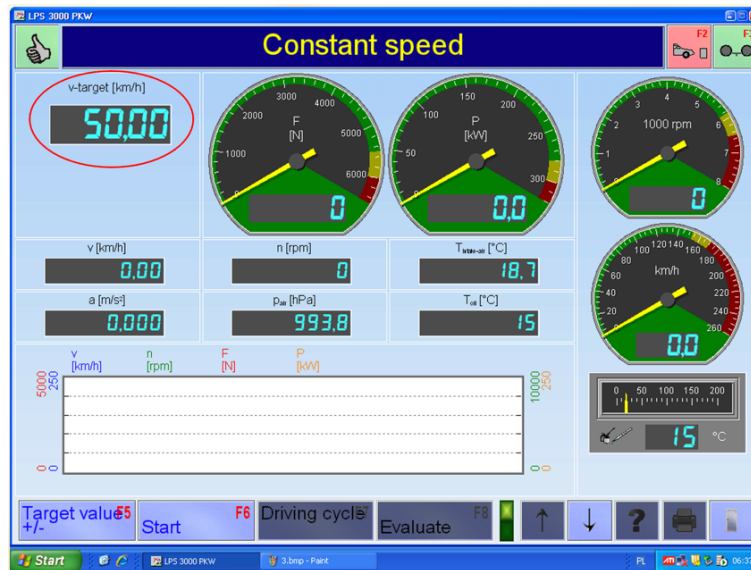 LPS 3000 PKW
Constant speed
F2
v-target [km/h]
50,00
1000
2000
3000
4000
5000
6000
F
[N]
0
50
100
150
200
250
300
P
[kW]
0,0
1
2
3
4
5
6
7
8
1000 rpm
0
v [km/h]
0,00
n [rpm]
0
[°C]
18,7
a [m/s²]
0,000
[hPa]
993,8
T oil [°C]
15
0
20
40
60
80
100
120
140
160
180
200
220
240
260
km/h
0,0
v
[km/h]
n
[rpm]
F
[N]
P
[kW]
5000
250
10000
250
0
0
0
0
0 50 100 150 200
15 °C
Target value F5
+/-
Start F6
Driving cycle F7
Evaluate F8
?
Start
LPS 3000 PKW
3.bmp - Paint
PL
ATI